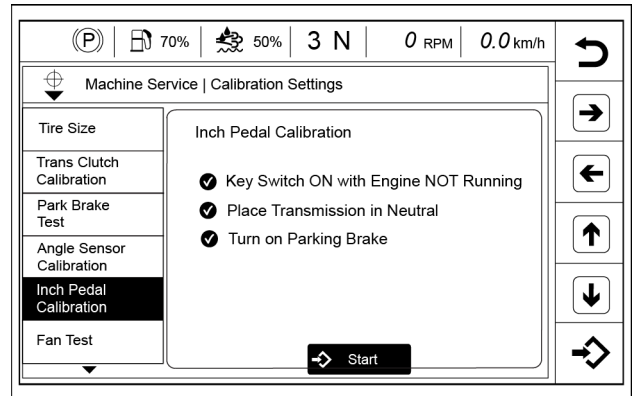 (P) 70% 50% 3 N 0 RPM 0.0 km/h
Machine Service | Calibration Settings
Tire Size
Trans Clutch
Calibration
Park Brake
Test
Angle Sensor
Calibration
Inch Pedal
Calibration
Fan Test
Inch Pedal Calibration
Key Switch ON with Engine NOT Running
Place Transmission in Neutral
Turn on Parking Brake
Start